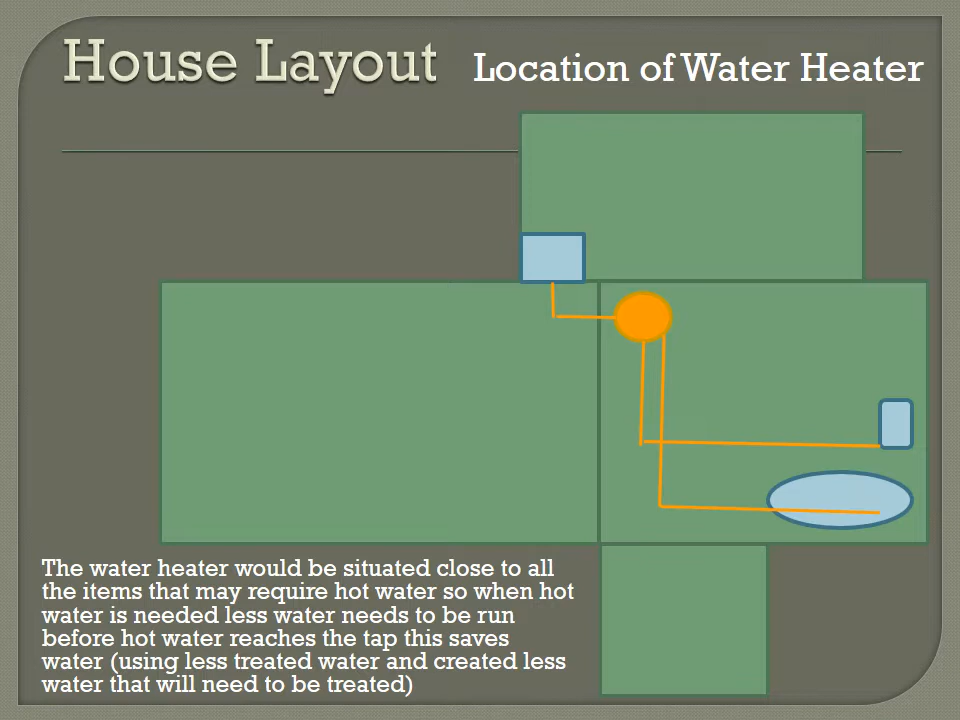 House Layout Location of Water Heater
The water heater would be situated close to all
the items that may require hot water so when hot
water is needed less water needs to be run
before hot water reaches the tap this saves
water (using less treated water and created less
water that will need to be treated)